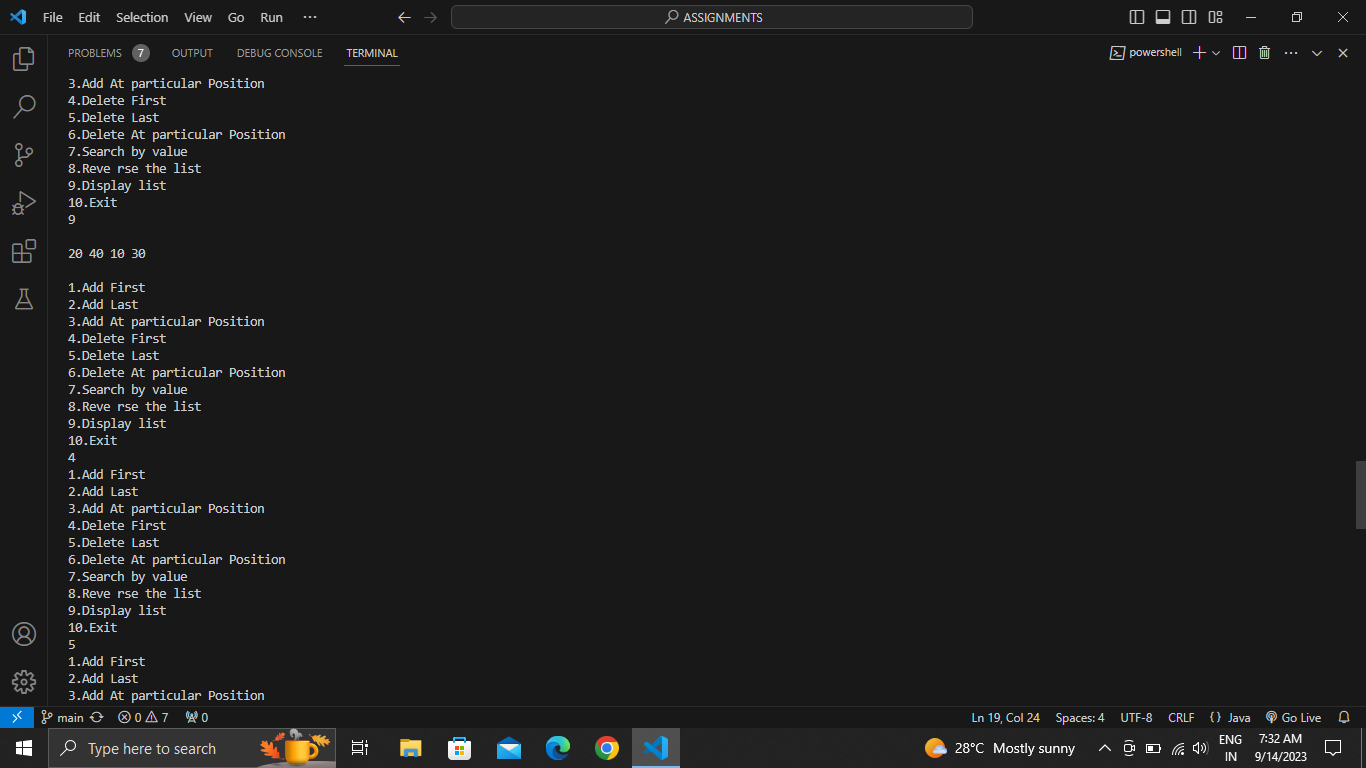 File Edit Selection View Go Run ... ASSIGNMENTS
PROBLEMS 7 OUTPUT DEBUG CONSOLE TERMINAL powershell
3.Add At particular Position
4.Delete First
5.Delete Last
6.Delete At particular Position
7.Search by value
8.Reve rse the list
9.Display list
10.Exit
9
20 40 10 30
1.Add First
2.Add Last
3.Add At particular Position
4.Delete First
5.Delete Last
6.Delete At particular Position
7.Search by value
8.Reve rse the list
9.Display list
10.Exit
4
1.Add First
2.Add Last
3.Add At particular Position
4.Delete First
5.Delete Last
6.Delete At particular Position
7.Search by value
8.Reve rse the list
9.Display list
10.Exit
5
1.Add First
2.Add Last
3.Add At particular Position
main 0 7 0 Ln 19, Col 24 Spaces: 4 UTF-8 CRLF {} Java Go Live
Type here to search 28°C Mostly sunny ENG IN 7:32 AM 9/14/2023